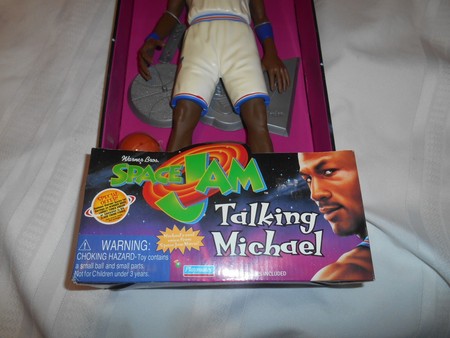 Warner Bros.
SPACE JAM
Talking
Michael
WARNING:
CHOKING HAZARD-Toy contains
a small ball and small parts.
Not for Children under 3 years.
Playmates
INCLUDED